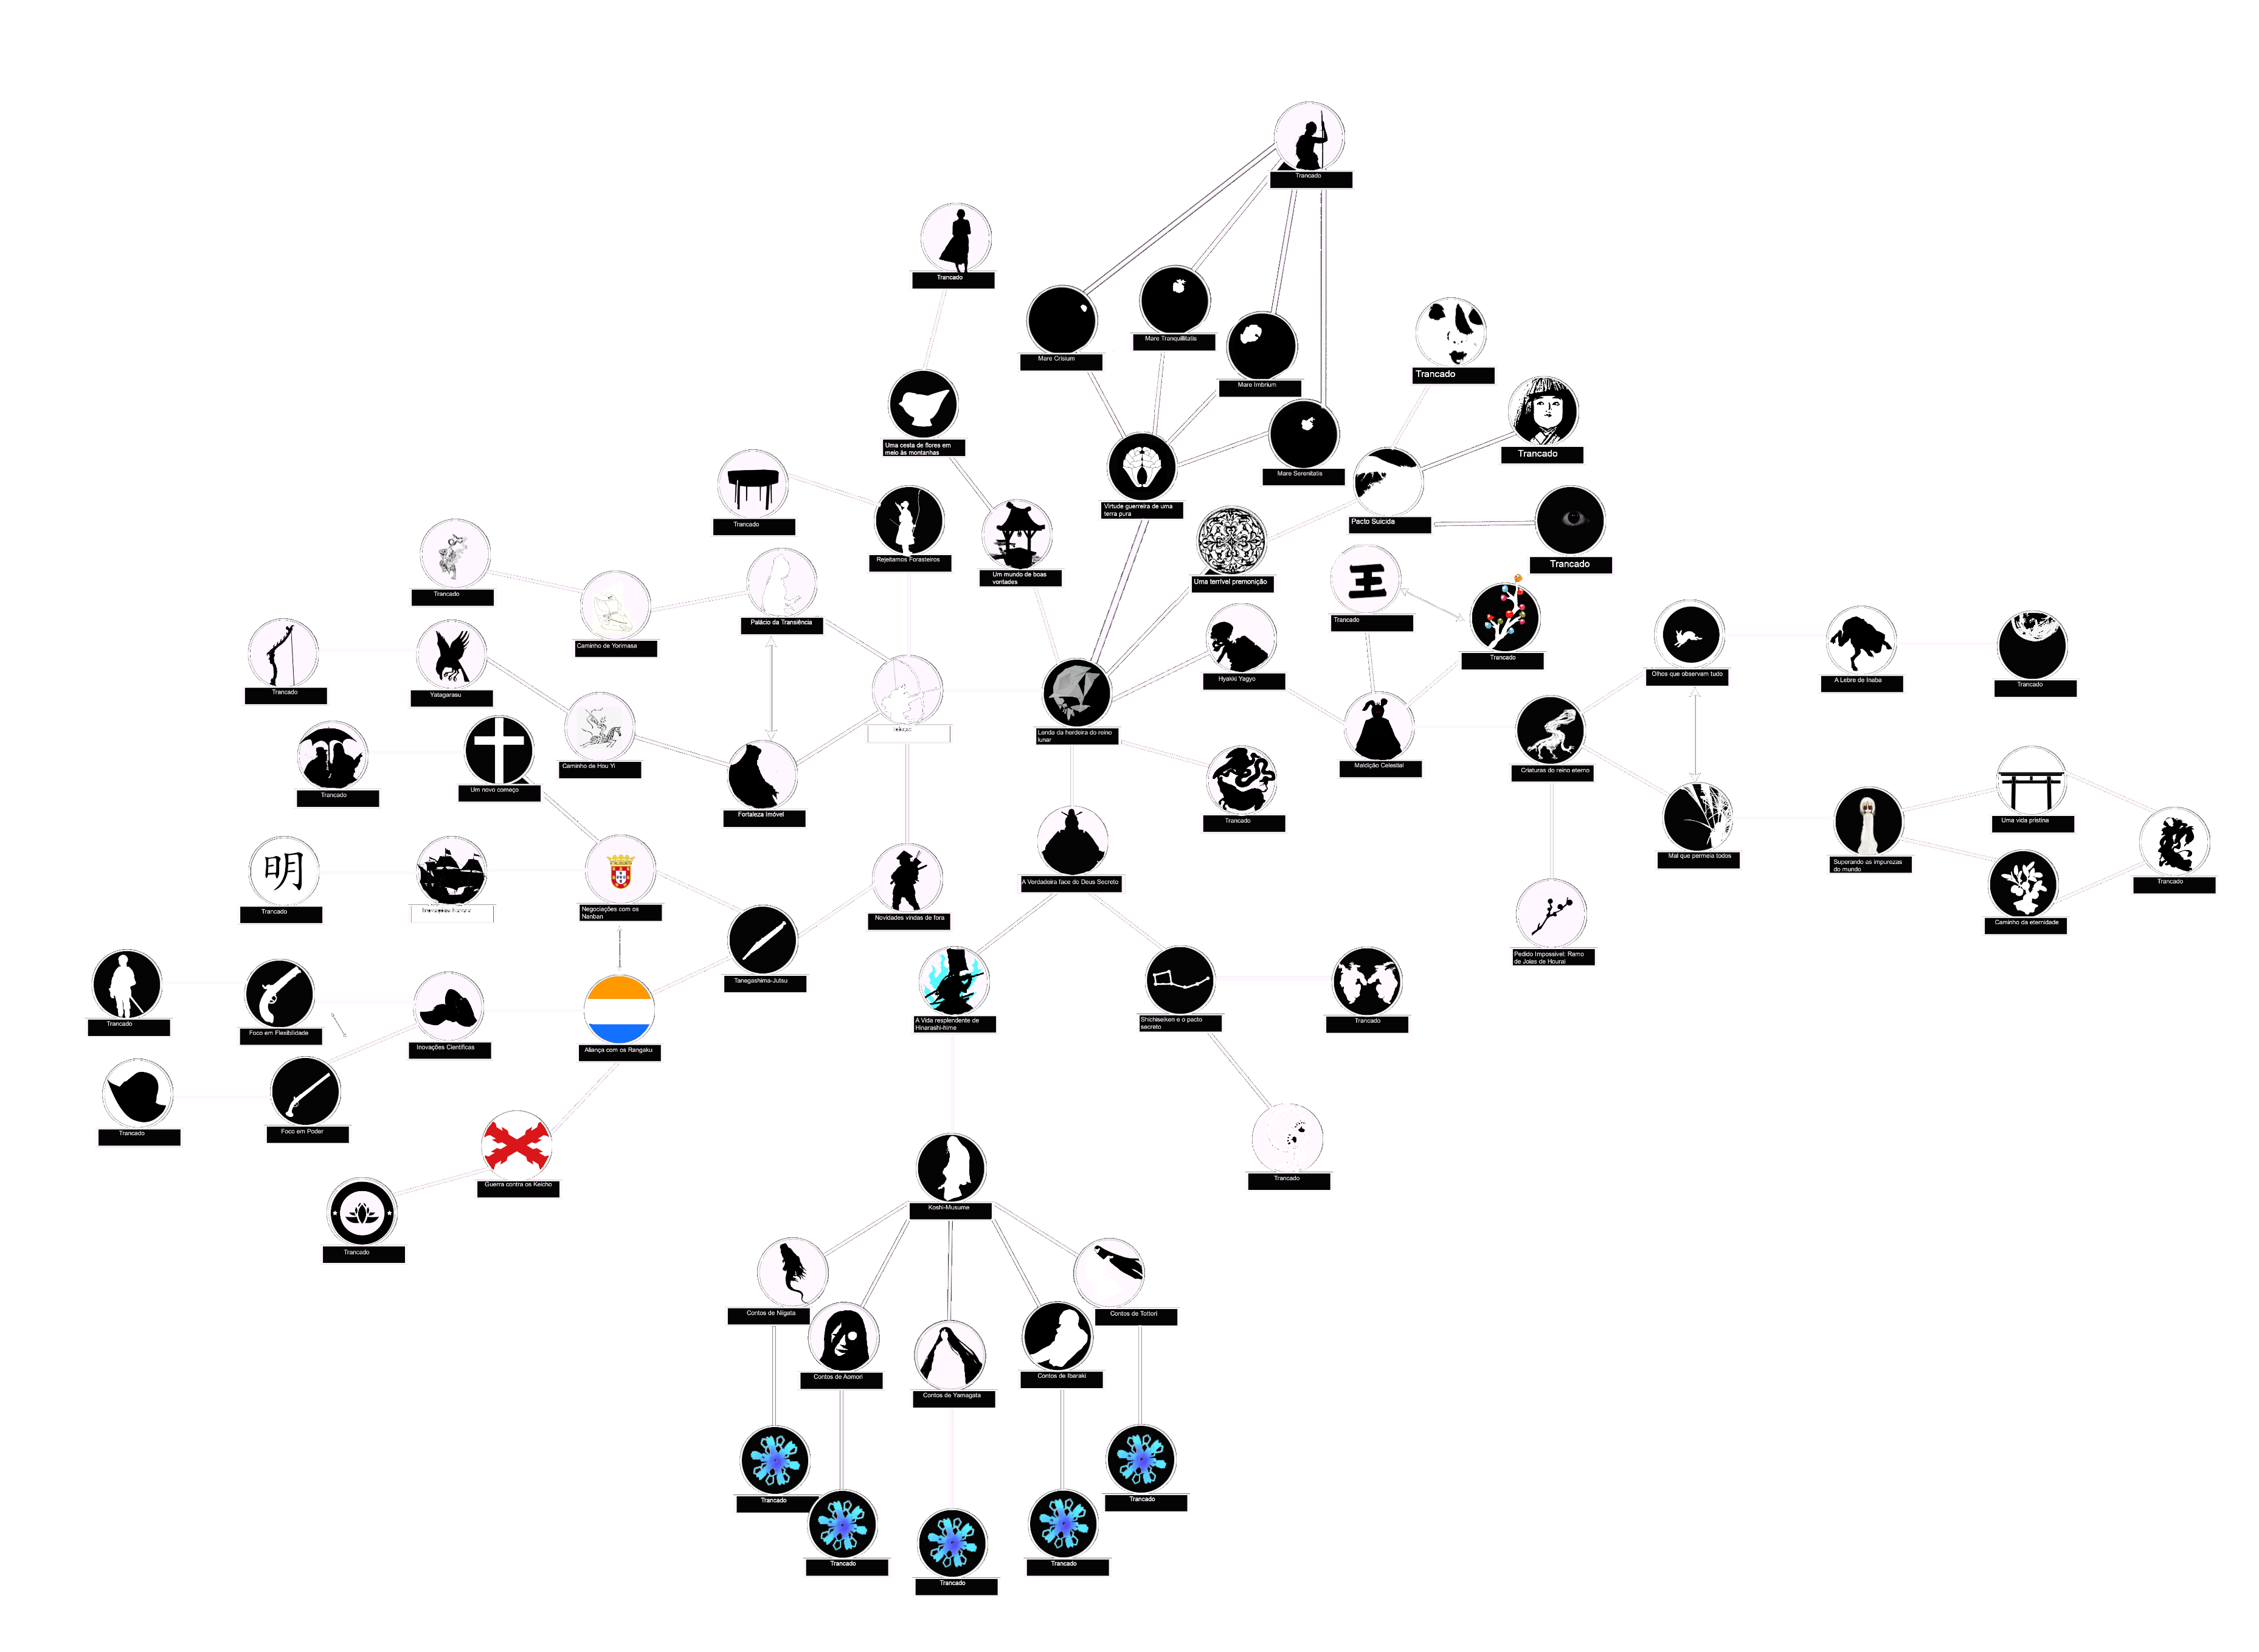 Trancado
Trancado
Mare Crisium
Mare Tranquilitatis
Mare Imbrium
Trancado
Uma cesta de flores em
meio às montanhas
Mare Serenitatis
Trancado
Virtude guerreira de uma
terra pura
Trancado
Rejeitamos Forasteiros
Um mundo de boas
vontades
Uma terrível premonição
Pacto Suicida
Trancado
Trancado
Caminho de Yorimasa
Palácio da Transiência
Trancado
Trancado
Trancado
Yatagarasu
Hyakki Yagyo
Olhos que observam tudo
A Lebre de Inaba
Trancado
Lenda da herdeira do reino
lunar
Trancado
Um novo começo
Caminho de Hou Yi
Fortaleza Imóvel
Trancado
Maldição Celestial
Criaturas do reino eterno
Mal que permeia todos
Superando as impurezas
do mundo
Uma vida pristina
Trancado
Caminho da eternidade
Trancado
王
明
Negociações com os
Nanban
Novidades vindas de fora
A Verdadeira face do Deus Secreto
Pedido Impossível: Ramo
de Joias de Hourai
Trancado
Foco em Flexibilidade
Inovações Científicas
Aliança com os Rangaku
Tanegashima-Jutsu
A Vida resplendente de
Hinarashi-hime
Shichiseiken e o pacto
secreto
Trancado
Trancado
Foco em Poder
Guerra contra os Keicho
Trancado
Trancado
Koshi-Musume
Contos de Niigata
Contos de Aomori
Contos de Yamagata
Contos de Ibaraki
Contos de Tottori
Trancado
Trancado
Trancado
Trancado
Trancado